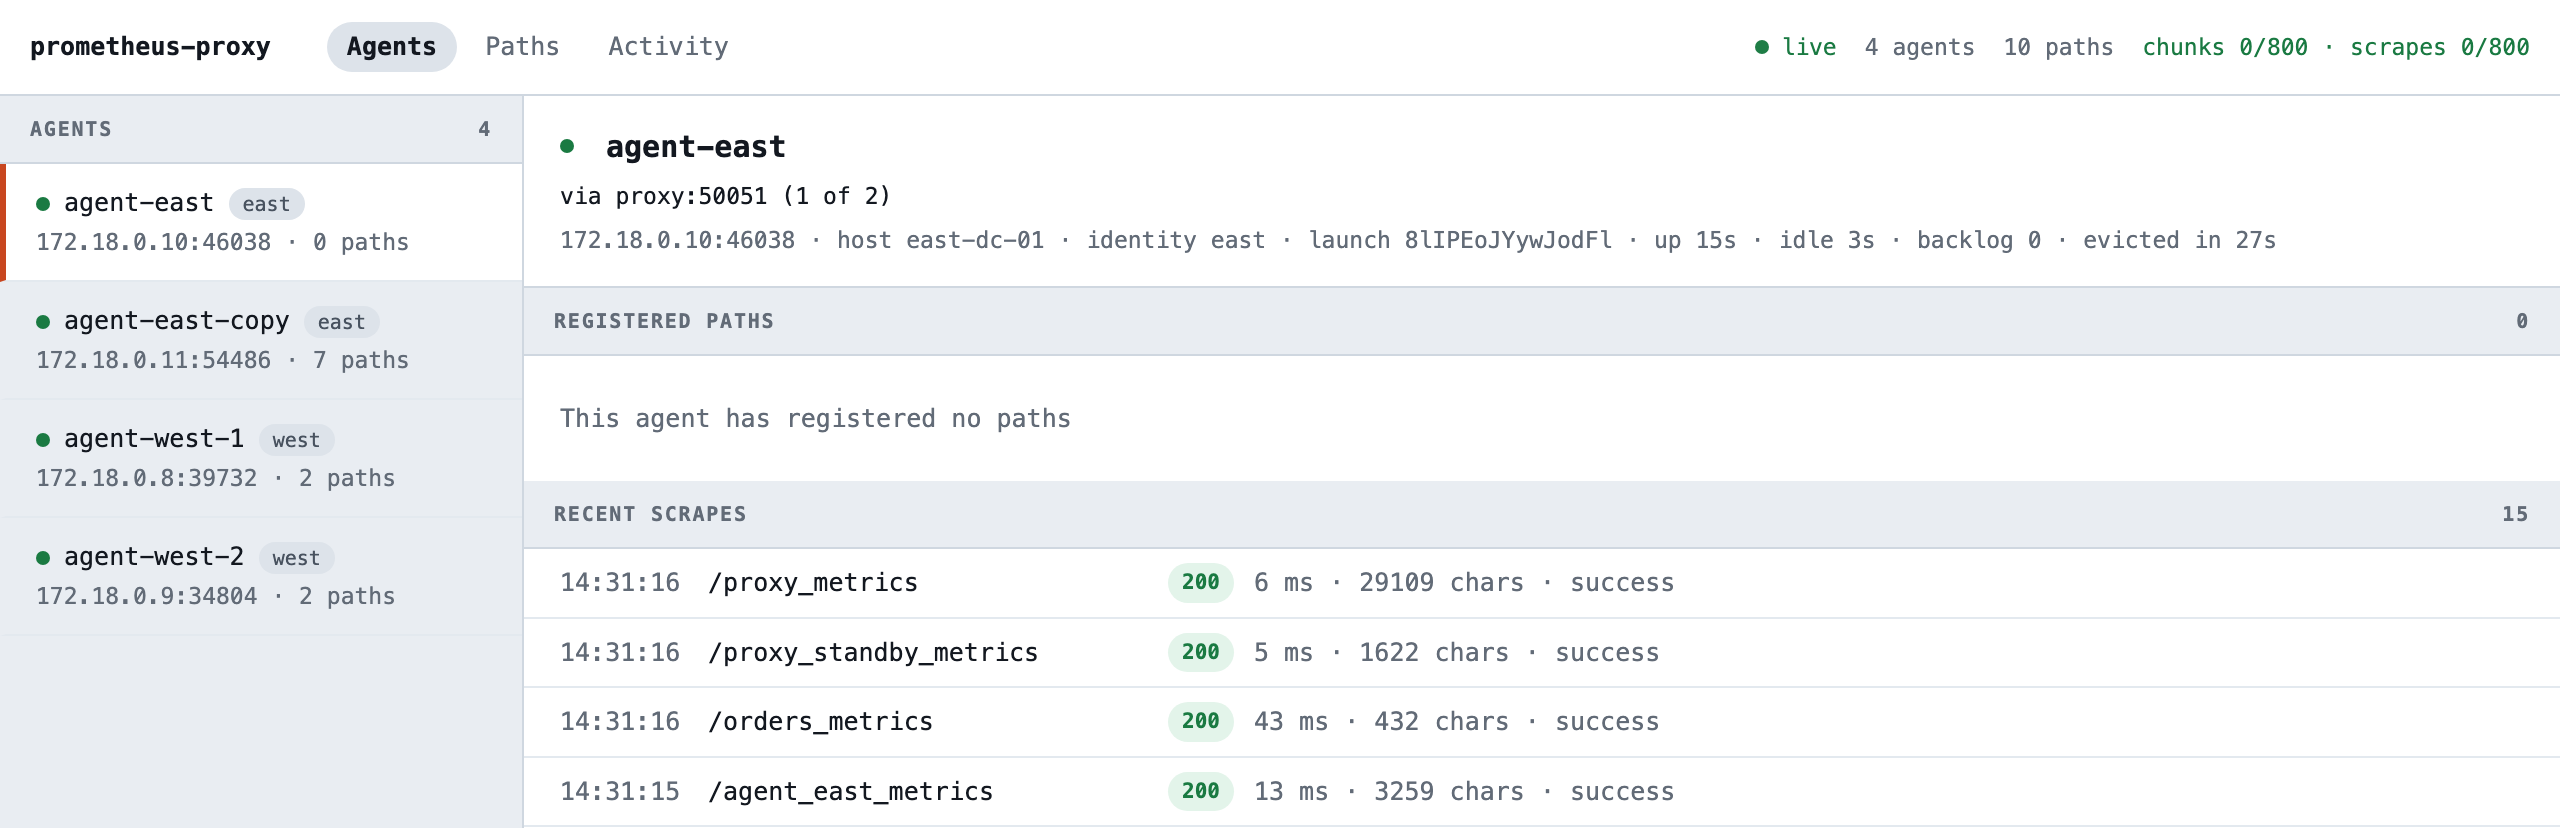 prometheus-proxy Agents Paths Activity live 4 agents 10 paths chunks 0/800 · scrapes 0/800
AGENTS 4
agent-east east
172.18.0.10:46038 · 0 paths
agent-east-copy east
172.18.0.11:54486 · 7 paths
agent-west-1 west
172.18.0.8:39732 · 2 paths
agent-west-2 west
172.18.0.9:34804 · 2 paths
agent-east
via proxy:50051 (1 of 2)
172.18.0.10:46038 · host east-dc-01 · identity east · launch 8lIPEoJYywJodFl · up 15s · idle 3s · backlog 0 · evicted in 27s
REGISTERED PATHS 0
This agent has registered no paths
RECENT SCRAPES 15
14:31:16 /proxy_metrics 200 6 ms · 29109 chars · success
14:31:16 /proxy_standby_metrics 200 5 ms · 1622 chars · success
14:31:16 /orders_metrics 200 43 ms · 432 chars · success
14:31:15 /agent_east_metrics 200 13 ms · 3259 chars · success